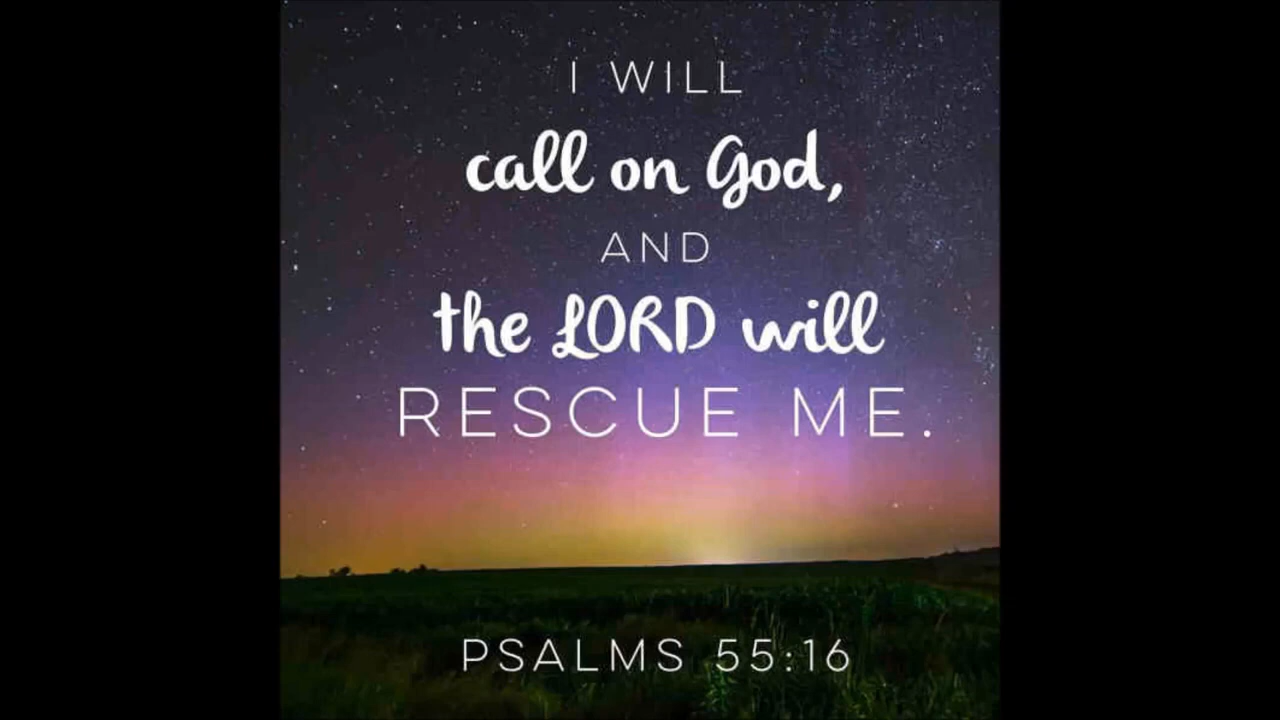 I WILL
call on God,
AND
the LORD will
RESCUE ME.
PSALMS 55:16